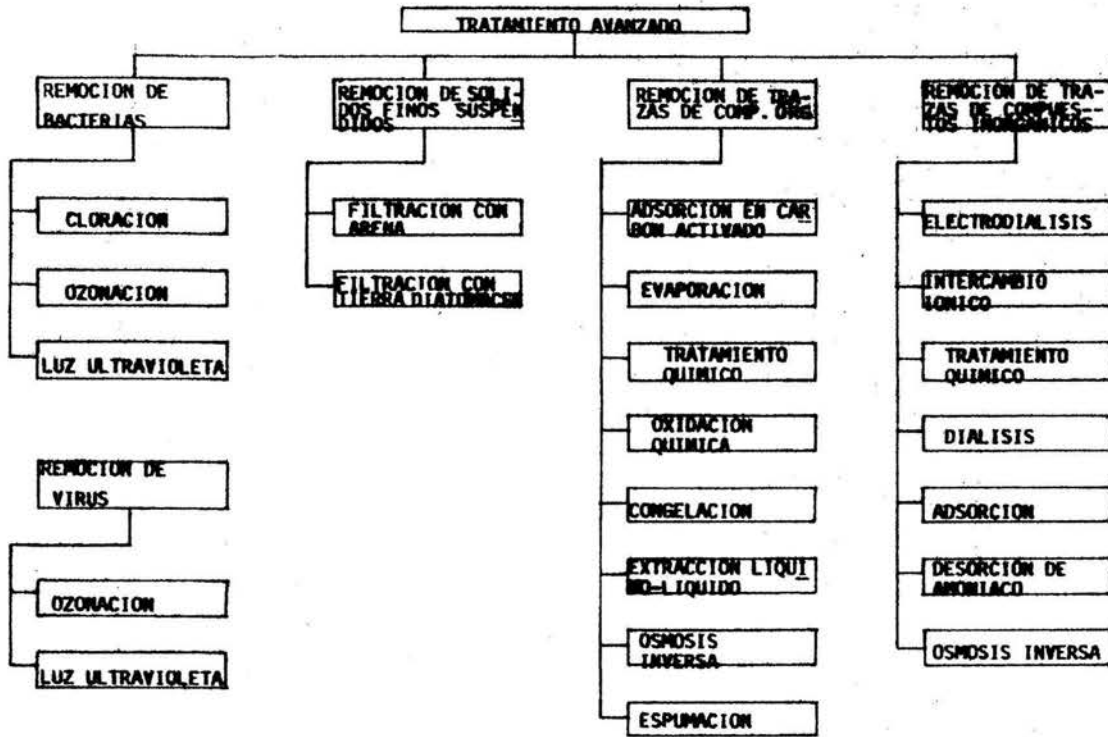 TRATAMIENTO AVANZADO
REMOCION DE
BACTERIAS
CLORACION
OZONACION
LUZ ULTRAVIOLETA
REMOCION DE
VIRUS
OZONACION
LUZ ULTRAVIOLETA
REMOCION DE SOLI-
DOS FINOS SUSPEN
DIDOS
FILTRACION CON
ARENA
FILTRACION CON
TIERRA DIATOMACEA
REMOCION DE TRA-
ZAS DE COMP. ORG.
ADSORCION EN CAR
BON ACTIVADO
EVAPORACION
TRATAMIENTO
QUIMICO
OXIDACION
QUIMICA
CONGELACION
EXTRACCION LIQUI
DO-LIQUIDO
OSMOSIS
INVERSA
ESPUMACION
REMOCION DE TRA-
ZAS DE COMPUES--
TOS INORGANICOS
ELECTRODIALISIS
INTERCAMBIO
IONICO
TRATAMIENTO
QUIMICO
DIALISIS
ADSORCION
DESORCION DE
AMONIACO
OSMOSIS INVERSA